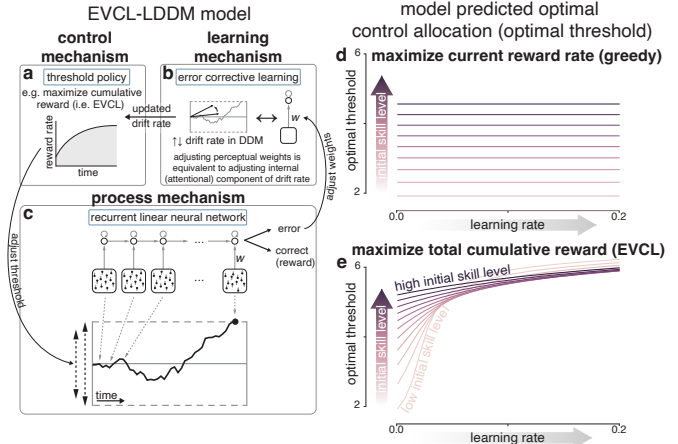 EVCL-LDDM model
control
mechanism
learning
mechanism
a
threshold policy
e.g. maximize cumulative
reward (i.e. EVCL)
reward rate
time
updated
drift rate
b
error corrective learning
w
↑↓ drift rate in DDM
adjusting perceptual weights is
equivalent to adjusting internal
(attentional) component of drift rate
adjust weights
adjust threshold
process mechanism
c
recurrent linear neural network
...
error
correct
(reward)
w
...
time
model predicted optimal
control allocation (optimal threshold)
d
maximize current reward rate (greedy)
6
optimal threshold
initial skill level
2
0.0
0.2
learning rate
maximize total cumulative reward (EVCL)
e
6
high initial skill level
optimal threshold
initial skill level
low initial skill level
2
0.0
0.2
learning rate